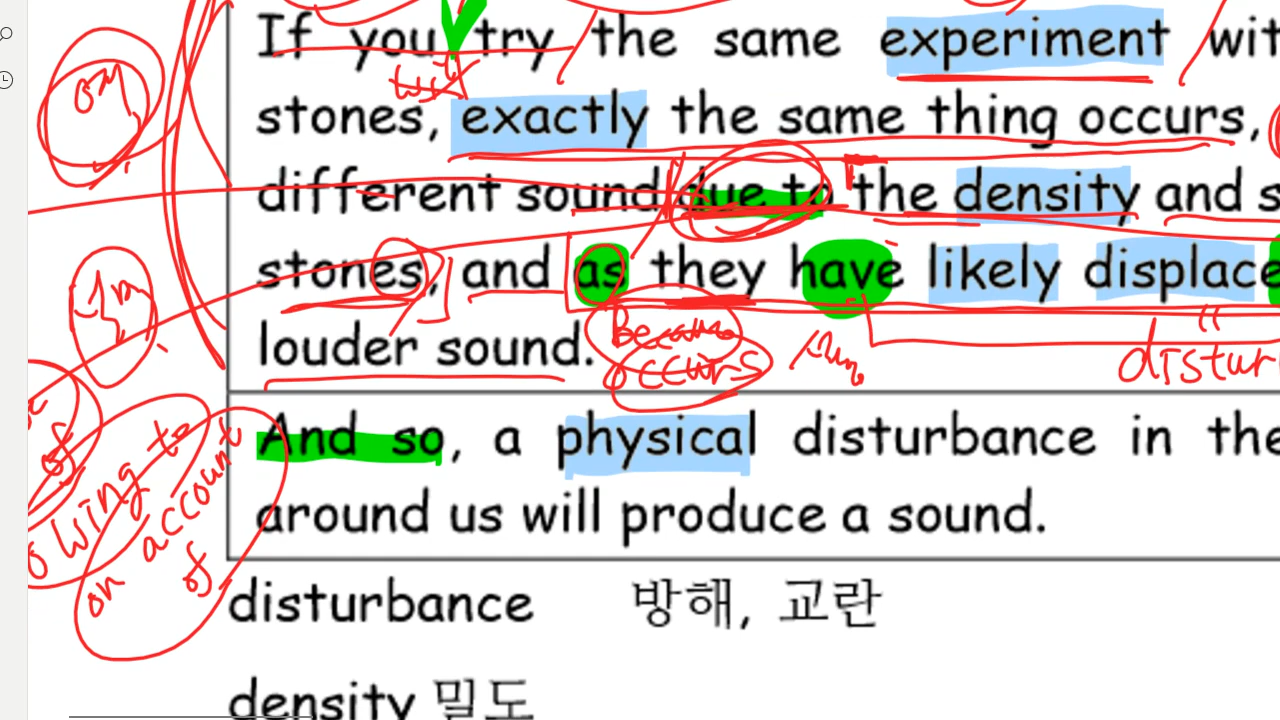 If you try the same experiment wit
stones, exactly the same thing occurs,
different sound due to the density and s
stones, and as they have likely displace
louder sound.
Because
occurs
distur
And so, a physical disturbance in the
around us will produce a sound.
of
owing to
on account
of
disturbance 방해, 교란
density 밀도